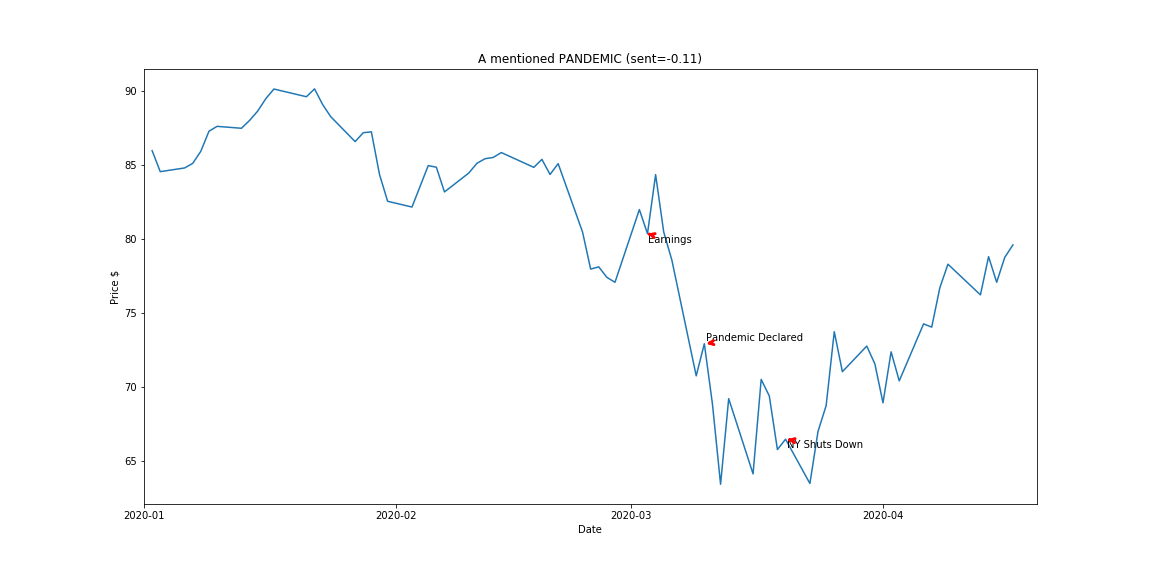 A mentioned PANDEMIC (sent=-0.11)
90
85
80
75
70
65
Price $
Earnings
Pandemic Declared
NY Shuts Down
2020-01
2020-02
2020-03
2020-04
Date